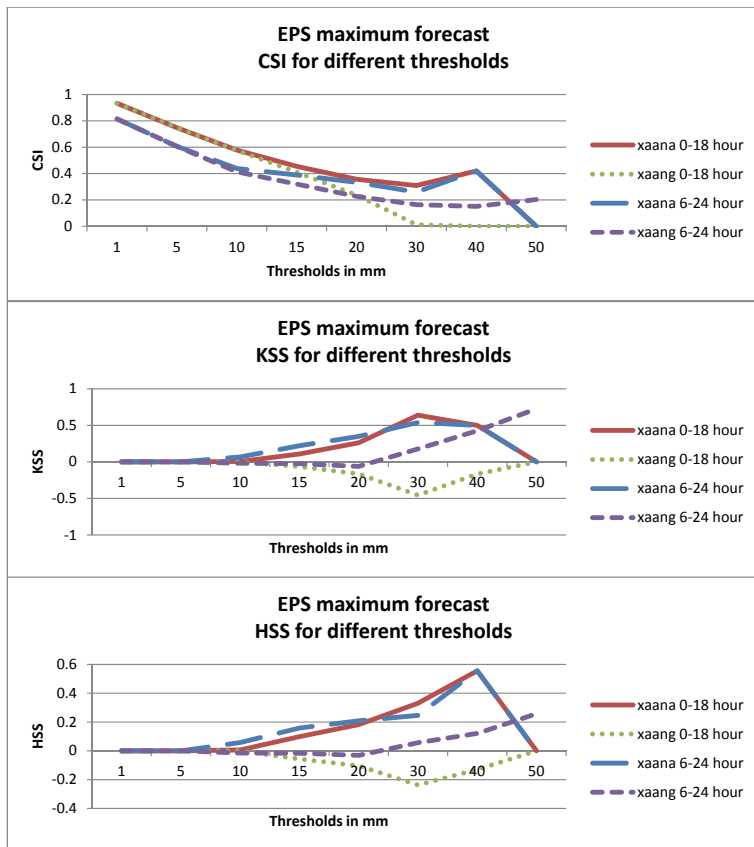 EPS maximum forecast
CSI for different thresholds
1
0.8
0.6
0.4
0.2
0
CSI
1 5 10 15 20 30 40 50
Thresholds in mm
xaana 0-18 hour
xaang 0-18 hour
xaana 6-24 hour
xaang 6-24 hour
EPS maximum forecast
KSS for different thresholds
1
0.5
0
-0.5
-1
KSS
1 5 10 15 20 30 40 50
Thresholds in mm
xaana 0-18 hour
xaang 0-18 hour
xaana 6-24 hour
xaang 6-24 hour
EPS maximum forecast
HSS for different thresholds
0.6
0.4
0.2
0
-0.2
-0.4
HSS
1 5 10 15 20 30 40 50
Thresholds in mm
xaana 0-18 hour
xaang 0-18 hour
xaana 6-24 hour
xaang 6-24 hour